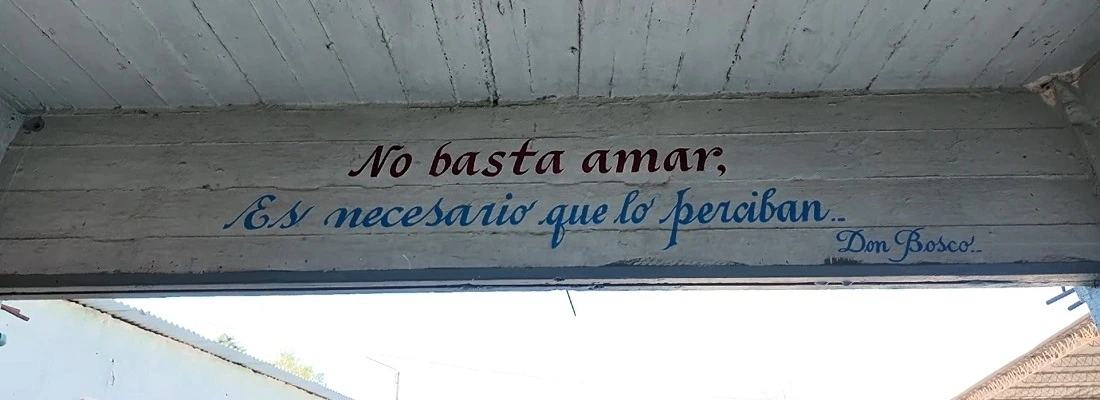 No basta amar,
Es necesario que lo perciban..
Don Bosco..